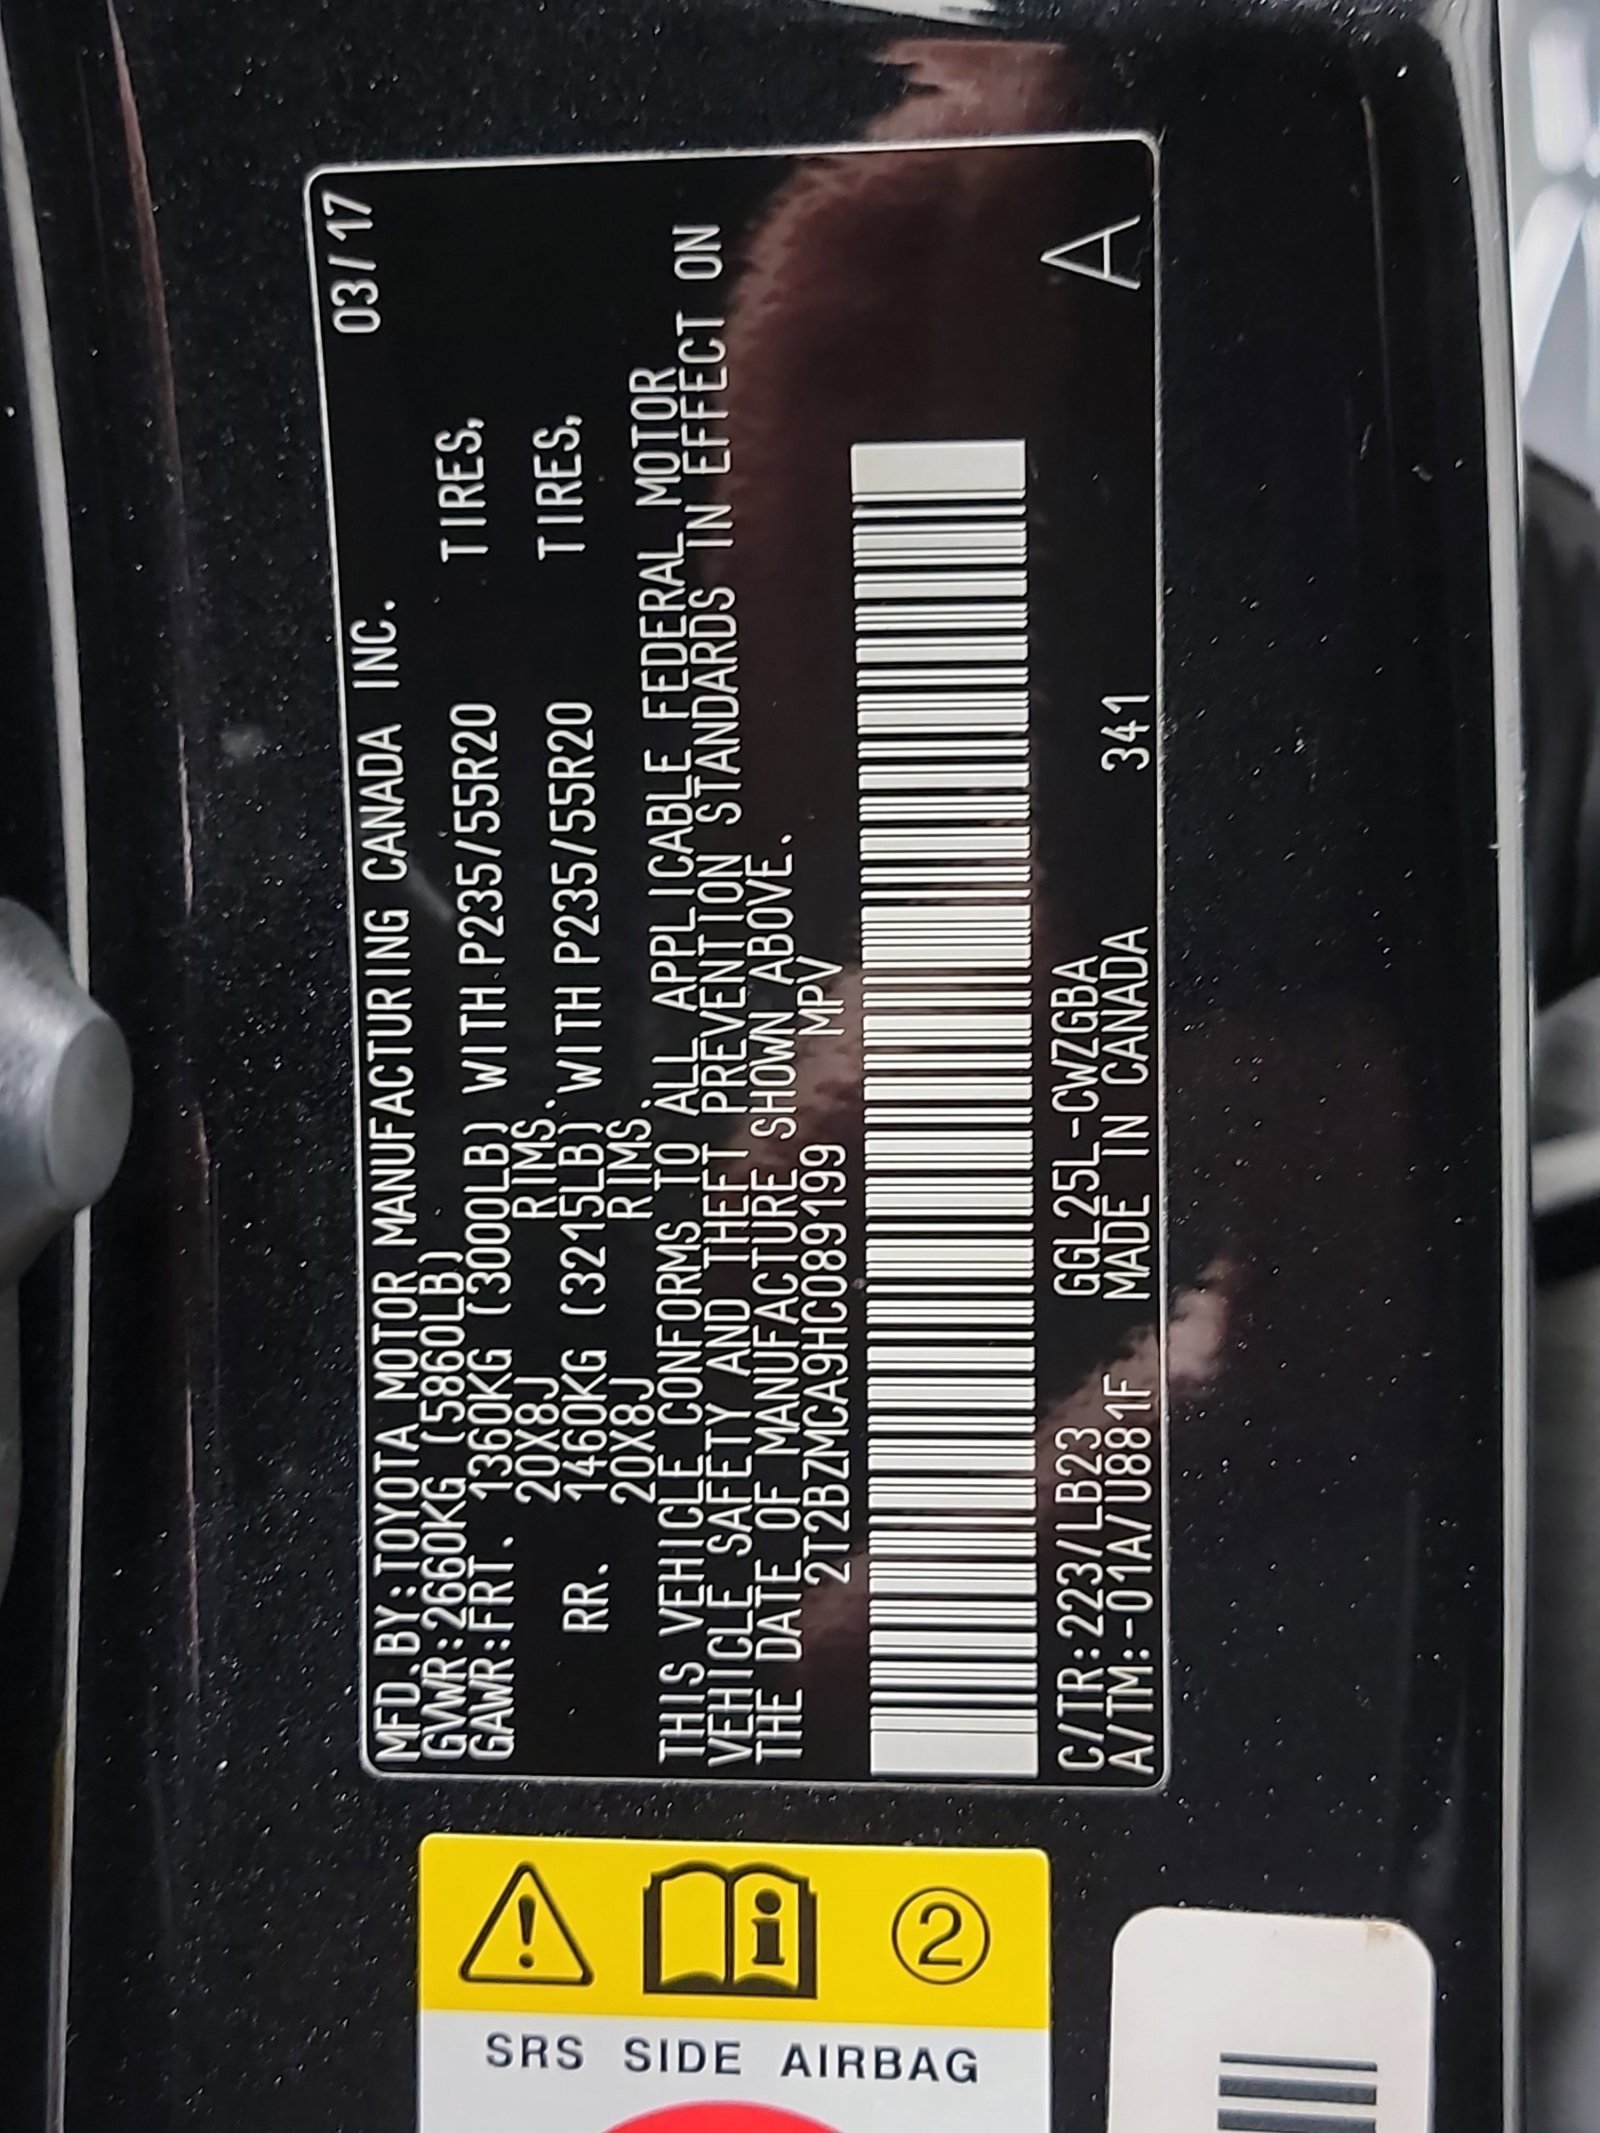 MFD.BY:TOYOTA MOTOR MANUFACTURING CANADA INC. 03/17
GVWR:2660KG (5860LB)
GAWR:FRT. 1360KG (3000LB) WITH P235/55R20 TIRES,
20X8J RIMS.
RR. 1460KG (3215LB) WITH P235/55R20 TIRES,
20X8J RIMS.
THIS VEHICLE CONFORMS TO ALL APPLICABLE FEDERAL MOTOR
VEHICLE SAFETY AND THEFT PREVENTION STANDARDS IN EFFECT ON
THE DATE OF MANUFACTURE SHOWN ABOVE.
2T2BZMCA9HC089199 MPV
C/TR:223/LB23 GGL25L-CWZGBA
A/TM:-01A/U881F MADE IN CANADA 341 A
2
SRS SIDE AIRBAG